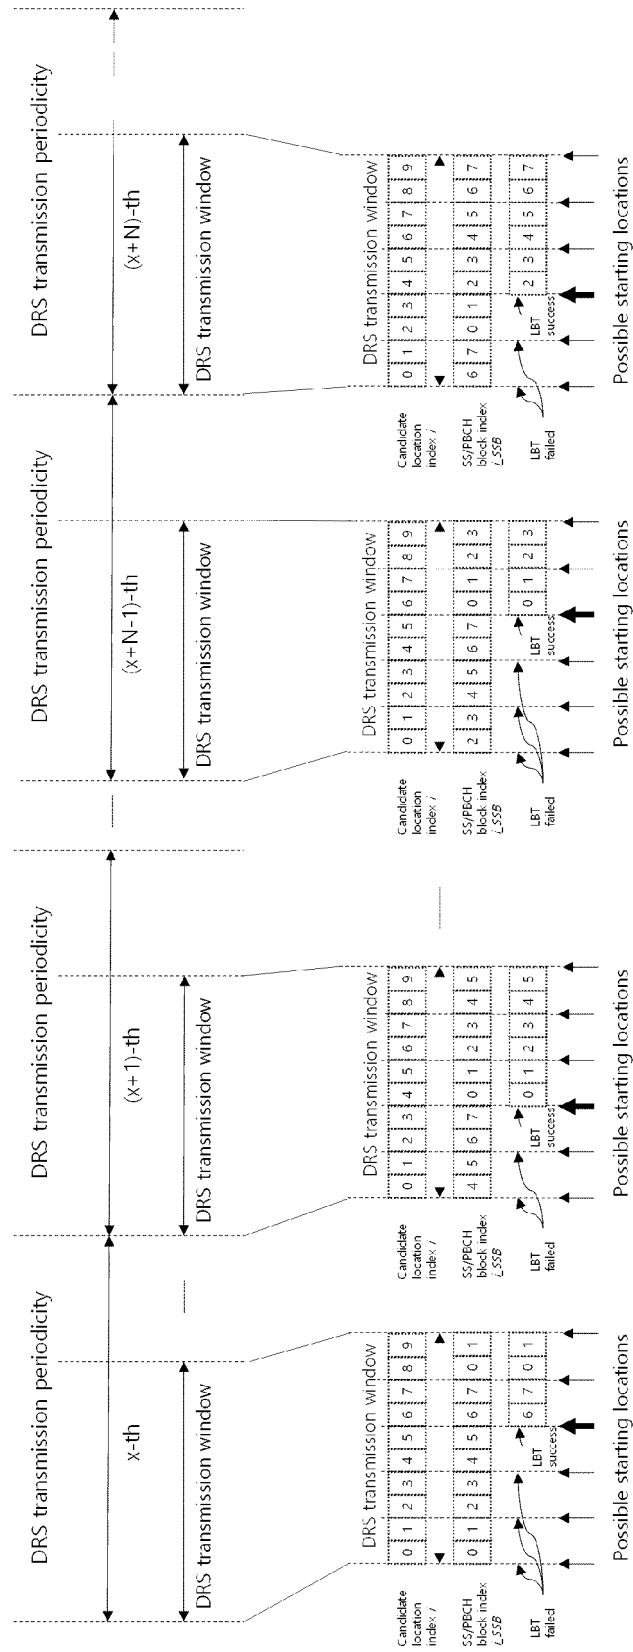 DRS transmission periodicity
x-th
DRS transmission window
DRS transmission window
Candidate
location
index i
0 1 2 3 4 5 6 7 8 9
SS/PBCH
block index
i_SSB
0 1 2 3 4 5 6 7 0 1
LBT
failed
LBT
success
6 7 0 1
Possible starting locations
DRS transmission periodicity
(x+1)-th
DRS transmission window
DRS transmission window
Candidate
location
index i
0 1 2 3 4 5 6 7 8 9
SS/PBCH
block index
i_SSB
4 5 6 7 0 1 2 3 4 5
LBT
failed
LBT
success
0 1 2 3 4 5
Possible starting locations
DRS transmission periodicity
(x+N-1)-th
DRS transmission window
DRS transmission window
Candidate
location
index i
0 1 2 3 4 5 6 7 8 9
SS/PBCH
block index
i_SSB
2 3 4 5 6 7 0 1 2 3
LBT
failed
LBT
success
0 1 2 3
Possible starting locations
DRS transmission periodicity
(x+N)-th
DRS transmission window
DRS transmission window
Candidate
location
index i
0 1 2 3 4 5 6 7 8 9
SS/PBCH
block index
i_SSB
6 7 0 1 2 3 4 5 6 7
LBT
failed
LBT
success
2 3 4 5 6 7
Possible starting locations